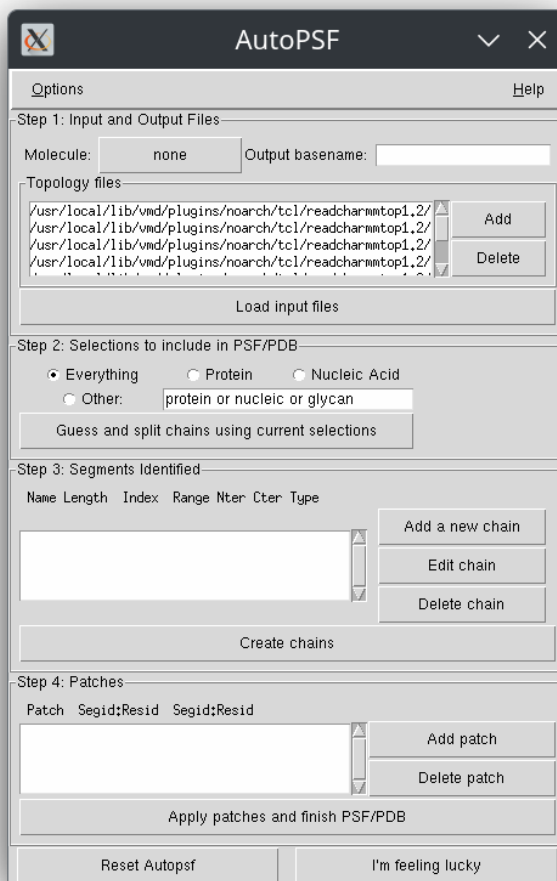 AutoPSF
Options Help
Step 1: Input and Output Files
Molecule: none Output basename:
Topology files
/usr/local/lib/vmd/plugins/noarch/tcl/readcharmmtop1.2/ Add
/usr/local/lib/vmd/plugins/noarch/tcl/readcharmmtop1.2/
/usr/local/lib/vmd/plugins/noarch/tcl/readcharmmtop1.2/
/usr/local/lib/vmd/plugins/noarch/tcl/readcharmmtop1.2/ Delete
Load input files
Step 2: Selections to include in PSF/PDB
Everything Protein Nucleic Acid
Other: protein or nucleic or glycan
Guess and split chains using current selections
Step 3: Segments Identified
Name Length Index Range Nter Cter Type
Add a new chain
Edit chain
Delete chain
Create chains
Step 4: Patches
Patch Segid:Resid Segid:Resid
Add patch
Delete patch
Apply patches and finish PSF/PDB
Reset Autopsf I'm feeling lucky